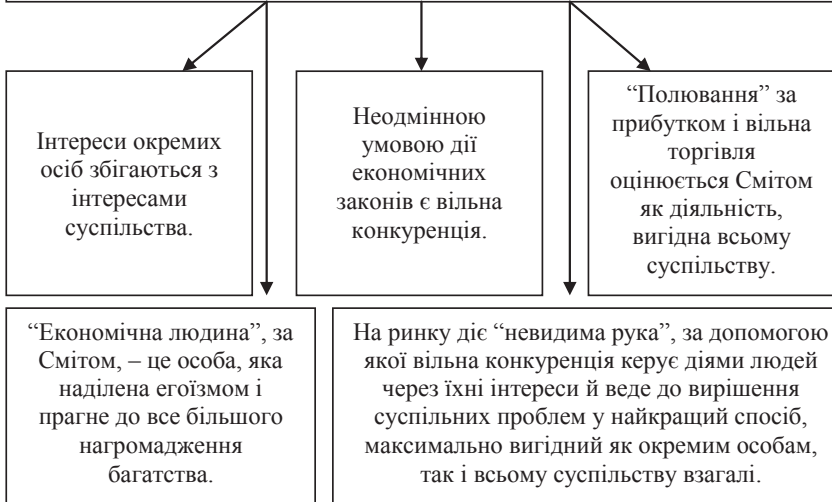 Інтереси окремих
осіб збігаються з
інтересами
суспільства.
Неодмінною
умовою дії
економічних
законів є вільна
конкуренція.
“Полювання” за
прибутком і вільна
торгівля
оцінюється Смітом
як діяльність,
вигідна всьому
суспільству.
“Економічна людина”, за
Смітом, – це особа, яка
наділена егоїзмом і
прагне до все більшого
нагромадження
багатства.
На ринку діє “невидима рука”, за допомогою
якої вільна конкуренція керує діями людей
через їхні інтереси й веде до вирішення
суспільних проблем у найкращий спосіб,
максимально вигідний як окремим особам,
так і всьому суспільству взагалі.